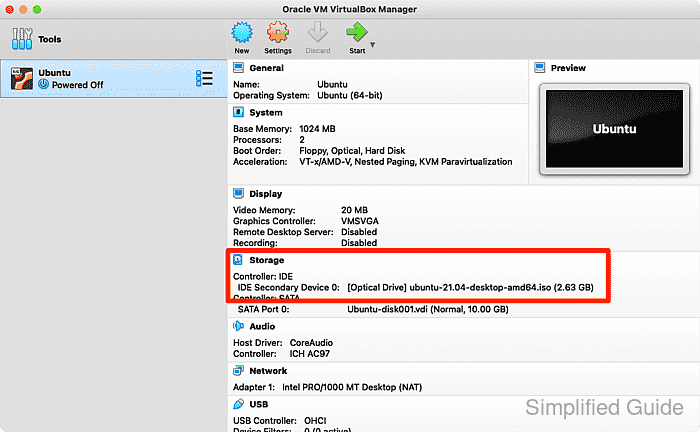 Oracle VM VirtualBox Manager
Tools
New Settings Discard Start
64
Ubuntu
Powered Off
General
Name: Ubuntu
Operating System: Ubuntu (64-bit)
Preview
Ubuntu
System
Base Memory: 1024 MB
Processors: 2
Boot Order: Floppy, Optical, Hard Disk
Acceleration: VT-x/AMD-V, Nested Paging, KVM Paravirtualization
Display
Video Memory: 20 MB
Graphics Controller: VMSVGA
Remote Desktop Server: Disabled
Recording: Disabled
Storage
Controller: IDE
IDE Secondary Device 0: [Optical Drive] ubuntu-21.04-desktop-amd64.iso (2.63 GB)
Controller: SATA
SATA Port 0: Ubuntu-disk001.vdi (Normal, 10.00 GB)
Audio
Host Driver: CoreAudio
Controller: ICH AC97
Network
Adapter 1: Intel PRO/1000 MT Desktop (NAT)
USB
USB Controller: OHCI
Device Filters: 0 (0 active)
Simplified Guide